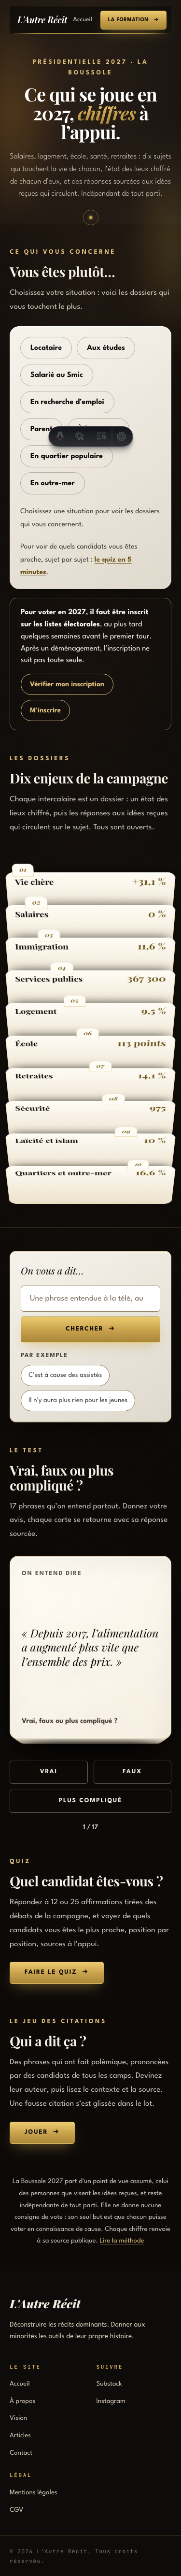 L'Autre Récit Accueil LA FORMATION →
PRÉSIDENTIELLE 2027 · LA
BOUSSOLE
Ce qui se joue en
2027, chiffres à
l'appui.
Salaires, logement, école, santé, retraites : dix sujets
qui touchent la vie de chacun, l'état des lieux chiffré
de chacun d'eux, et des réponses sourcées aux idées
reçues qui circulent. Indépendant de tout parti.
CE QUI VOUS CONCERNE
Vous êtes plutôt…
Choisissez votre situation : voici les dossiers qui
vous touchent le plus.
Locataire
Aux études
Salarié au Smic
En recherche d'emploi
Parent
En quartier populaire
En outre-mer
Choisissez une situation pour voir les dossiers
qui vous concernent.
Pour voir de quels candidats vous êtes
proche, sujet par sujet : le quiz en 5
minutes.
Pour voter en 2027, il faut être inscrit
sur les listes électorales, au plus tard
quelques semaines avant le premier tour.
Après un déménagement, l'inscription ne
suit pas toute seule.
Vérifier mon inscription
M'inscrire
LES DOSSIERS
Dix enjeux de la campagne
Chaque intercalaire est un dossier : un état des
lieux chiffré, puis les réponses aux idées reçues
qui circulent sur le sujet. Tous sont ouverts.
01
Vie chère +31,1 %
02
Salaires 0 %
03
Immigration 11,6 %
04
Services publics 367 300
05
Logement 9,5 %
06
École 113 points
07
Retraites 14,1 %
08
Sécurité 975
09
Laïcité et islam 10 %
10
Quartiers et outre-mer 16,6 %
On vous a dit…
Une phrase entendue à la télé, au
CHERCHER →
PAR EXEMPLE
C'est à cause des assistés
Il n'y aura plus rien pour les jeunes
LE TEST
Vrai, faux ou plus
compliqué ?
17 phrases qu'on entend partout. Donnez votre
avis, chaque carte se retourne avec sa réponse
sourcée.
ON ENTEND DIRE
« Depuis 2017, l'alimentation
a augmenté plus vite que
l'ensemble des prix. »
Vrai, faux ou plus compliqué ?
VRAI
FAUX
PLUS COMPLIQUÉ
1 / 17
QUIZ
Quel candidat êtes-vous ?
Répondez à 12 ou 25 affirmations tirées des
débats de la campagne, et voyez de quels
candidats vous êtes le plus proche, position par
position, sources à l'appui.
FAIRE LE QUIZ →
LE JEU DES CITATIONS
Qui a dit ça ?
Des phrases qui ont fait polémique, prononcées
par des candidats de tous les camps. Devinez
leur auteur, puis lisez le contexte et la source.
Une fausse citation s'est glissée dans le lot.
JOUER →
La Boussole 2027 part d'un point de vue assumé, celui
des personnes que visent les idées reçues, et reste
indépendante de tout parti. Elle ne donne aucune
consigne de vote : son seul but est que chacun puisse
voter en connaissance de cause. Chaque chiffre renvoie
à sa source publique. Lire la méthode
L'Autre Récit
Déconstruire les récits dominants. Donner aux
minorités les outils de leur propre histoire.
LE SITE
Accueil
À propos
Vision
Articles
Contact
SUIVRE
Substack
Instagram
LÉGAL
Mentions légales
CGV
© 2026 L'Autre Récit. Tous droits
réservés.